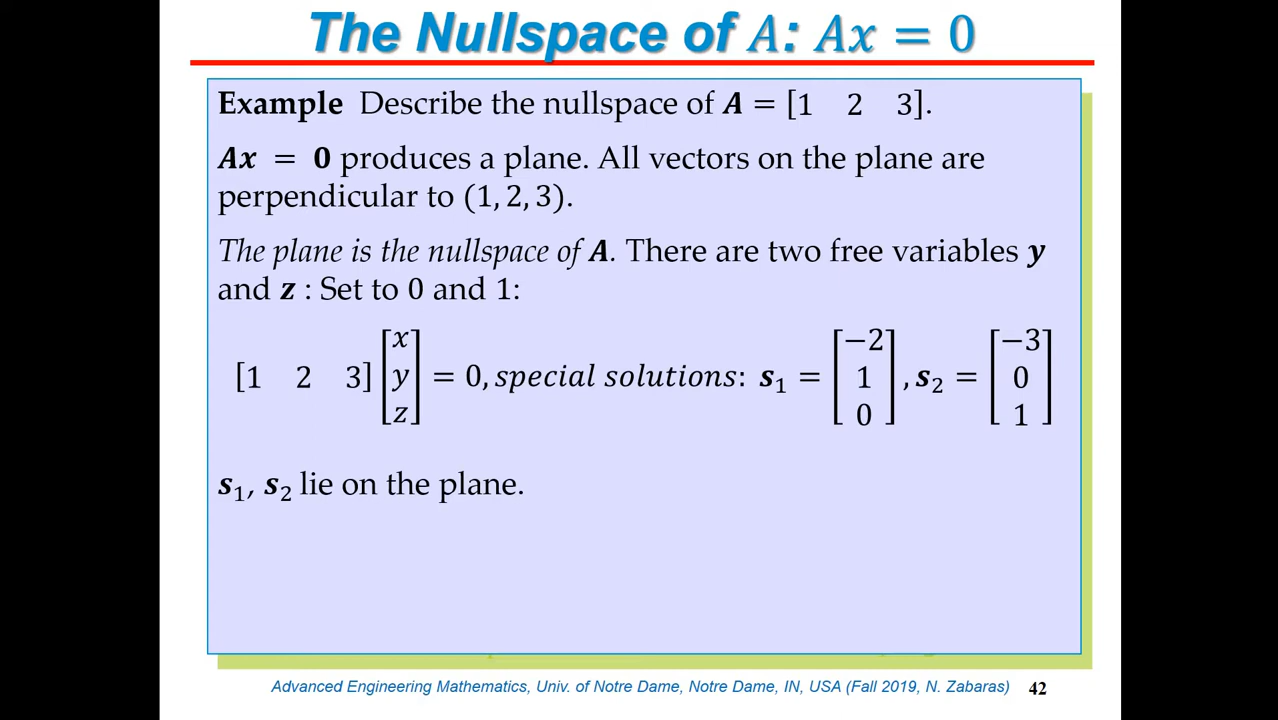 The Nullspace of A: Ax = 0
Example Describe the nullspace of A = [1 2 3].
Ax = 0 produces a plane. All vectors on the plane are
perpendicular to (1, 2, 3).
The plane is the nullspace of A. There are two free variables y
and z : Set to 0 and 1:
[1 2 3] [x y z] = 0, special solutions: s₁ = [−2 1 0], s₂ = [−3 0 1]
s₁, s₂ lie on the plane.
Advanced Engineering Mathematics, Univ. of Notre Dame, Notre Dame, IN, USA (Fall 2019, N. Zabaras) 42